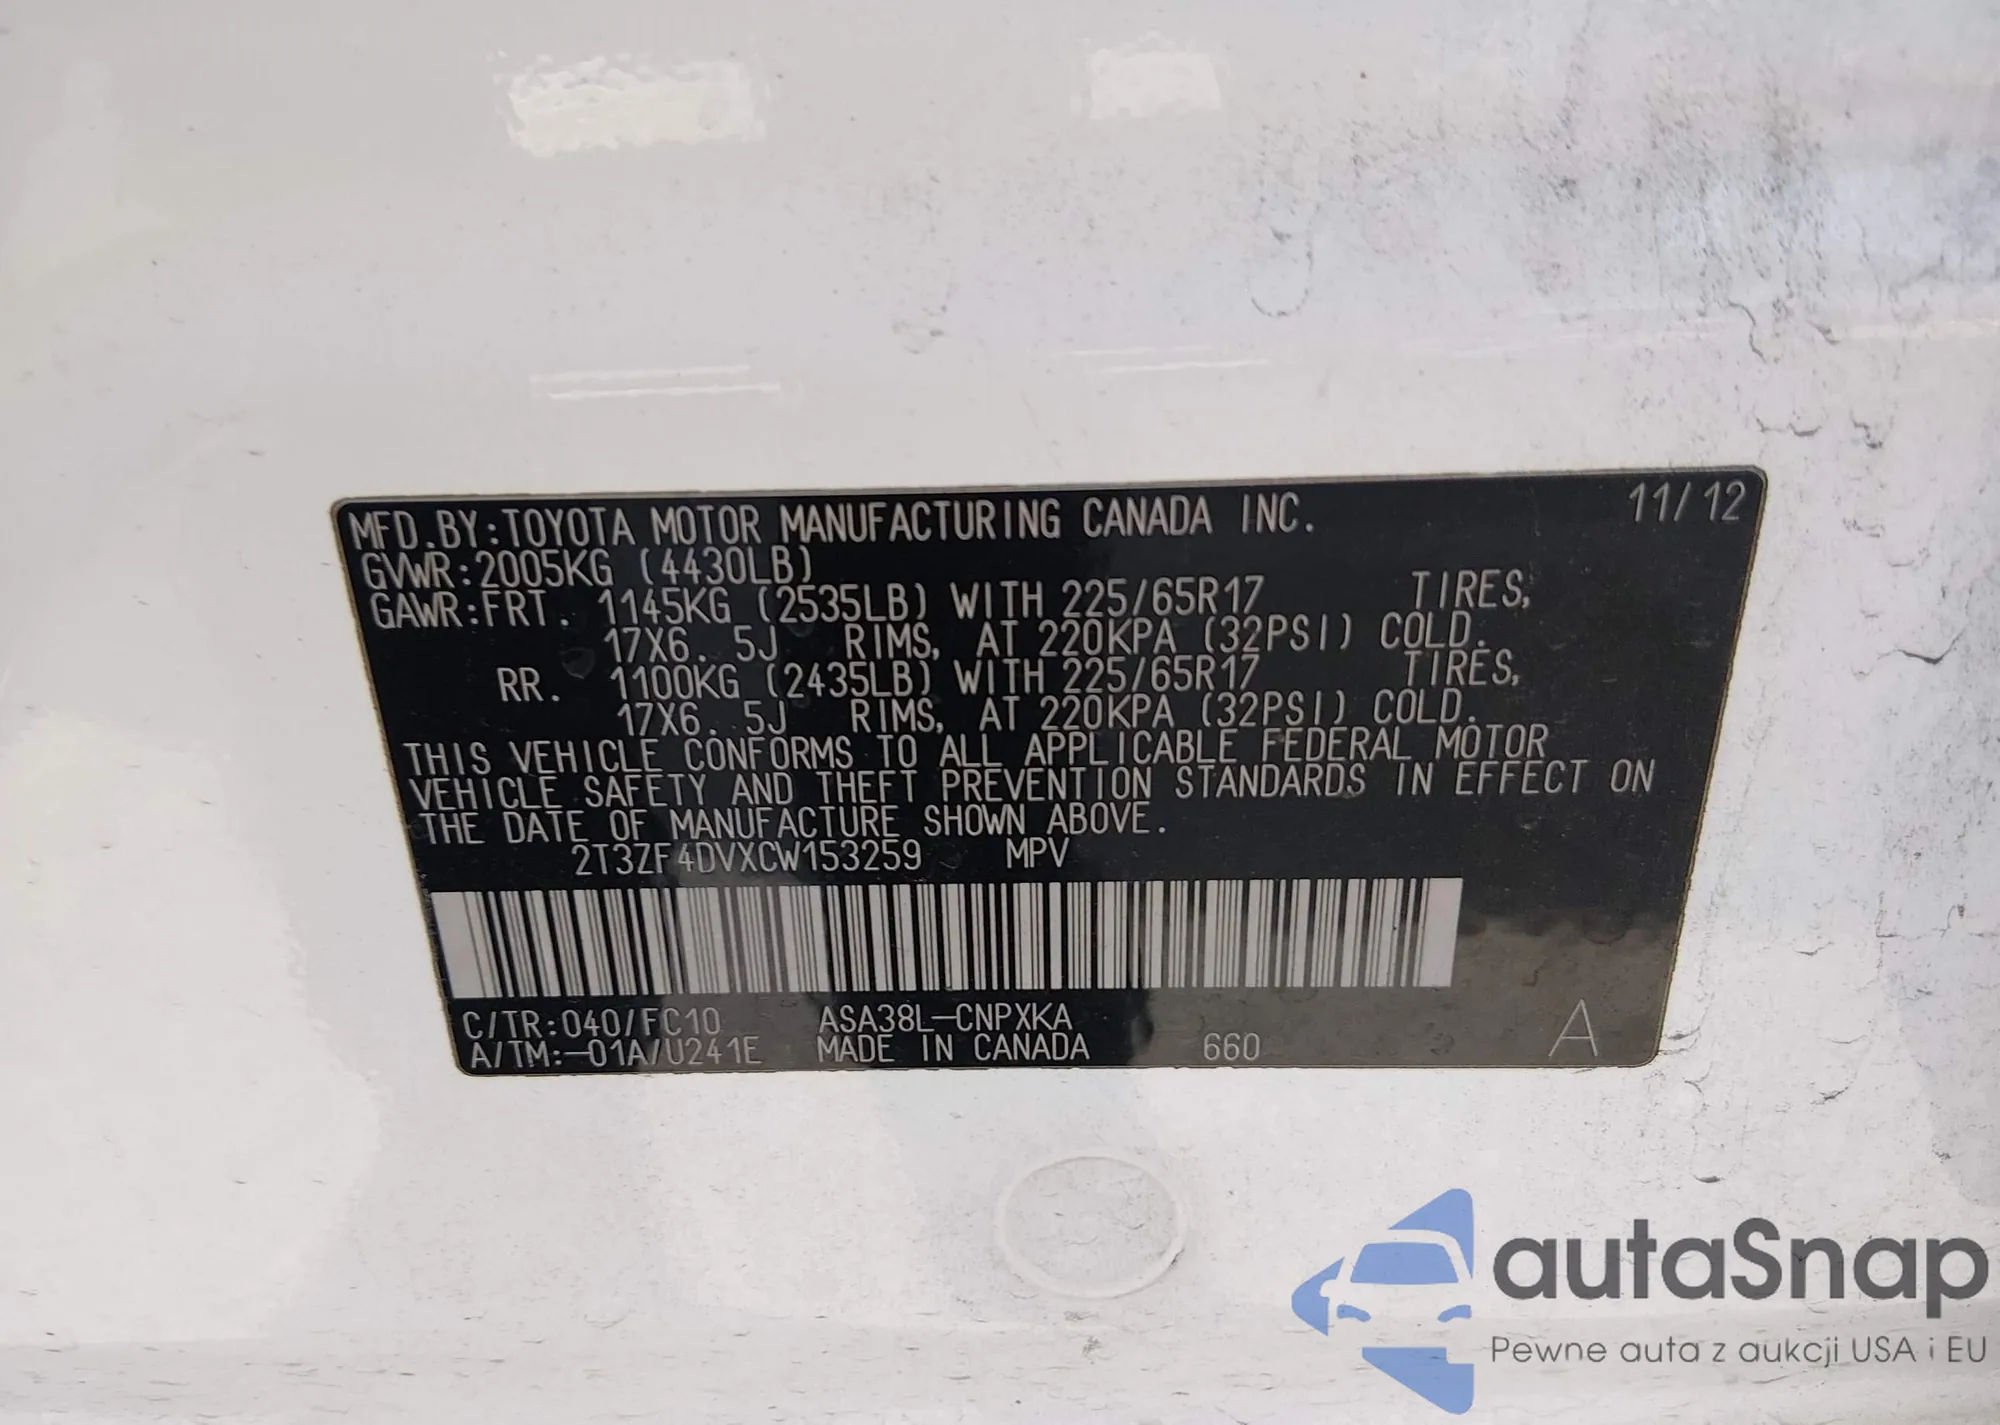 MFD.BY:TOYOTA MOTOR MANUFACTURING CANADA INC. 11/12
GVWR:2005KG (4430LB)
GAWR:FRT. 1145KG (2535LB) WITH 225/65R17 TIRES,
17X6.5J RIMS, AT 220KPA (32PSI) COLD.
RR. 1100KG (2435LB) WITH 225/65R17 TIRES,
17X6.5J RIMS, AT 220KPA (32PSI) COLD.
THIS VEHICLE CONFORMS TO ALL APPLICABLE FEDERAL MOTOR
VEHICLE SAFETY AND THEFT PREVENTION STANDARDS IN EFFECT ON
THE DATE OF MANUFACTURE SHOWN ABOVE.
2T3ZF4DVXCW153259 MPV
C/TR:040/FC10 ASA38L-CNPXKA
A/TM:-01A/U241E MADE IN CANADA 660 A
autaSnap
Pewne auta z aukcji USA i EU